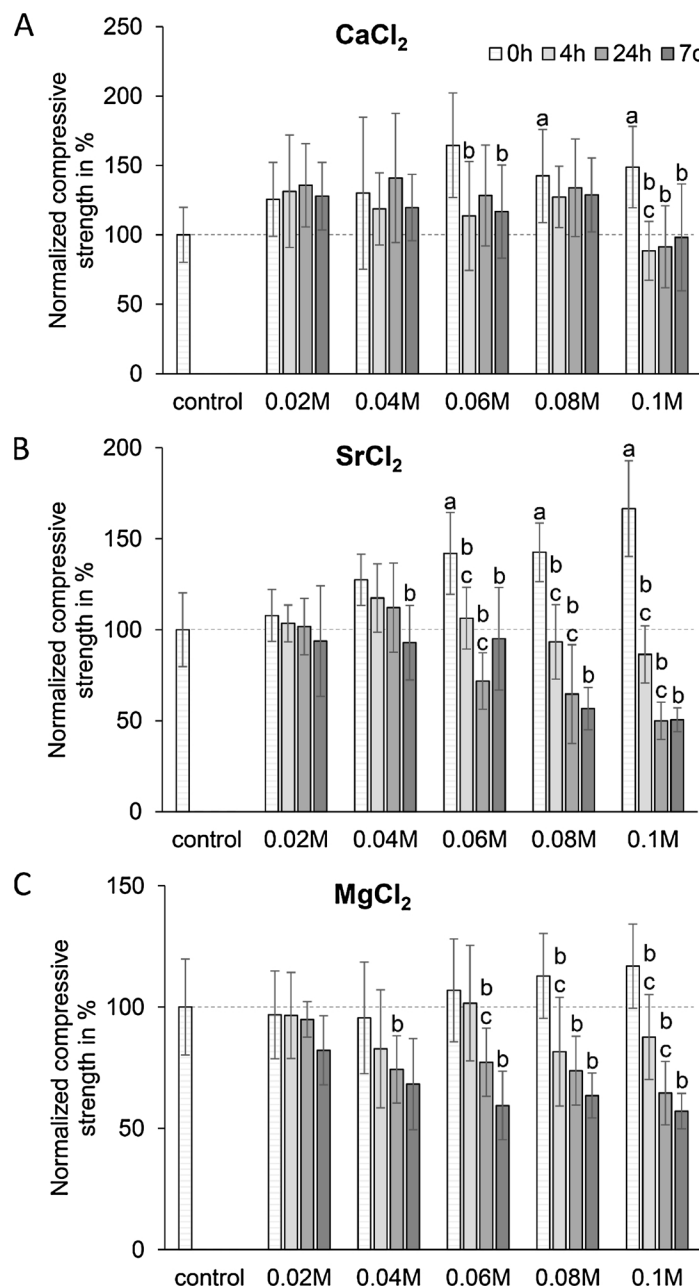 A
CaCl₂
0h 4h 24h 7
Normalized compressive
strength in %
250
200
150
100
50
0
a
a
b
b
b
c
b
b
control 0.02M 0.04M 0.06M 0.08M 0.1M
B
SrCl₂
Normalized compressive
strength in %
200
150
100
50
0
b
a
b
c
b
c
b
a
b
c
b
c
b
a
b
c
b
c
b
control 0.02M 0.04M 0.06M 0.08M 0.1M
C
MgCl₂
Normalized compressive
strength in %
150
100
50
0
b
b
c
b
b
c
b
b
b
c
b
c
b
control 0.02M 0.04M 0.06M 0.08M 0.1M